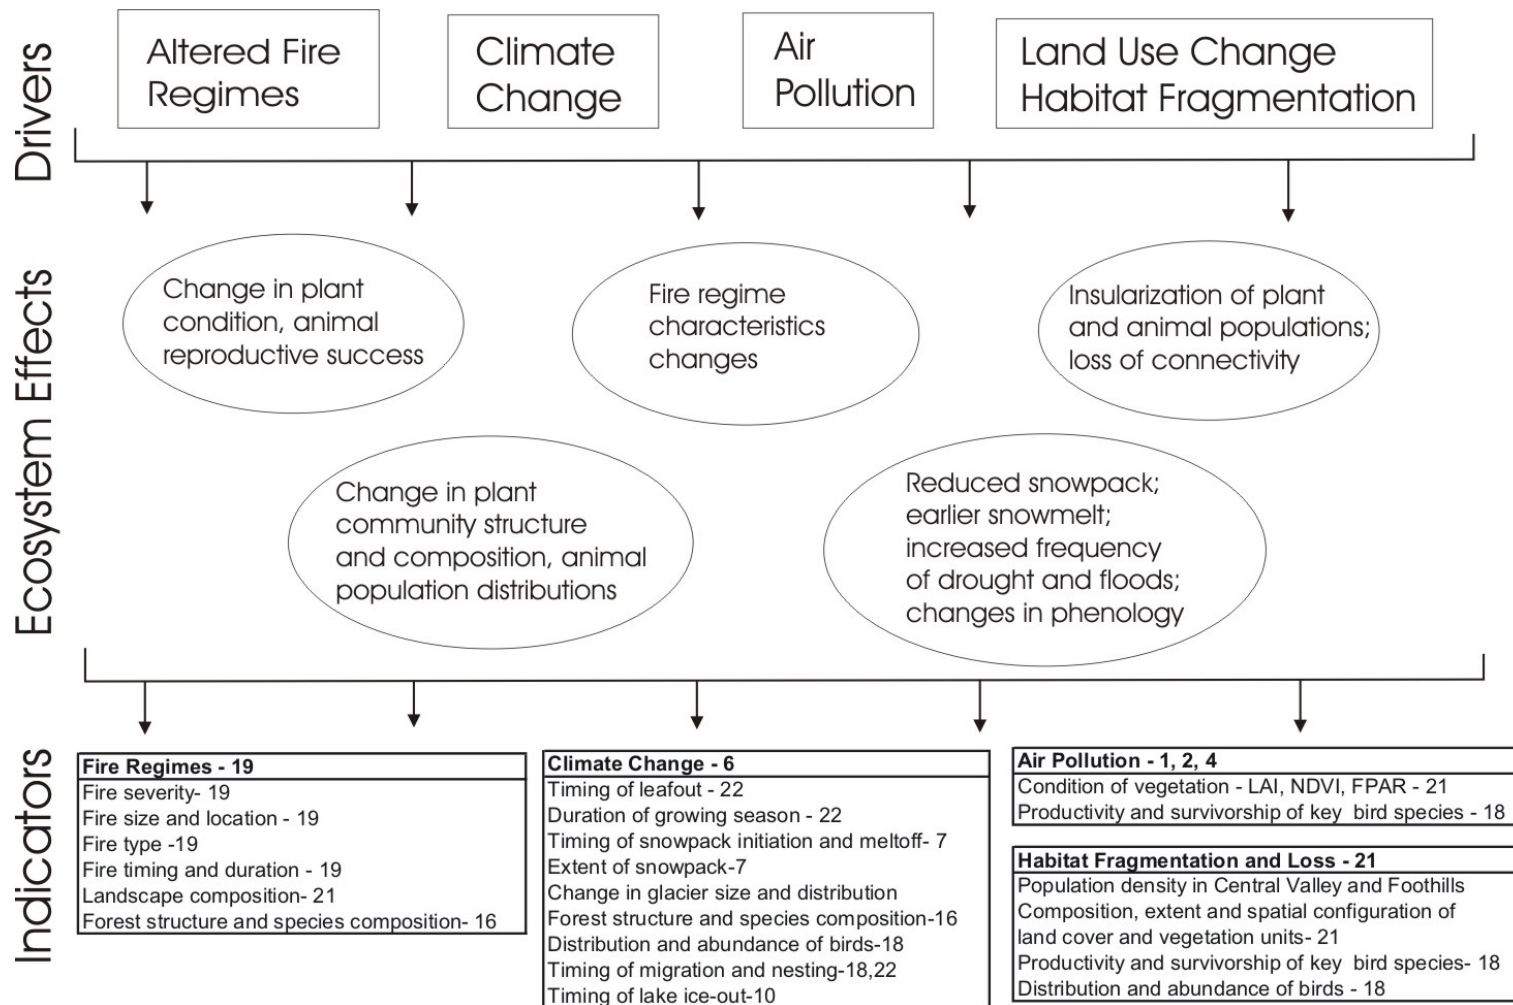 Drivers
Altered Fire
Regimes
Climate
Change
Air
Pollution
Land Use Change
Habitat Fragmentation
Ecosystem Effects
Change in plant
condition, animal
reproductive success
Fire regime
characteristics
changes
Insularization of plant
and animal populations;
loss of connectivity
Change in plant
community structure
and composition, animal
population distributions
Reduced snowpack;
earlier snowmelt;
increased frequency
of drought and floods;
changes in phenology
Indicators
Fire Regimes - 19
Fire severity- 19
Fire size and location - 19
Fire type -19
Fire timing and duration - 19
Landscape composition- 21
Forest structure and species composition- 16
Climate Change - 6
Timing of leafout - 22
Duration of growing season - 22
Timing of snowpack initiation and meltoff- 7
Extent of snowpack-7
Change in glacier size and distribution
Forest structure and species composition-16
Distribution and abundance of birds-18
Timing of migration and nesting-18,22
Timing of lake ice-out-10
Air Pollution - 1, 2, 4
Condition of vegetation - LAI, NDVI, FPAR - 21
Productivity and survivorship of key bird species - 18
Habitat Fragmentation and Loss - 21
Population density in Central Valley and Foothills
Composition, extent and spatial configuration of
land cover and vegetation units- 21
Productivity and survivorship of key bird species- 18
Distribution and abundance of birds - 18